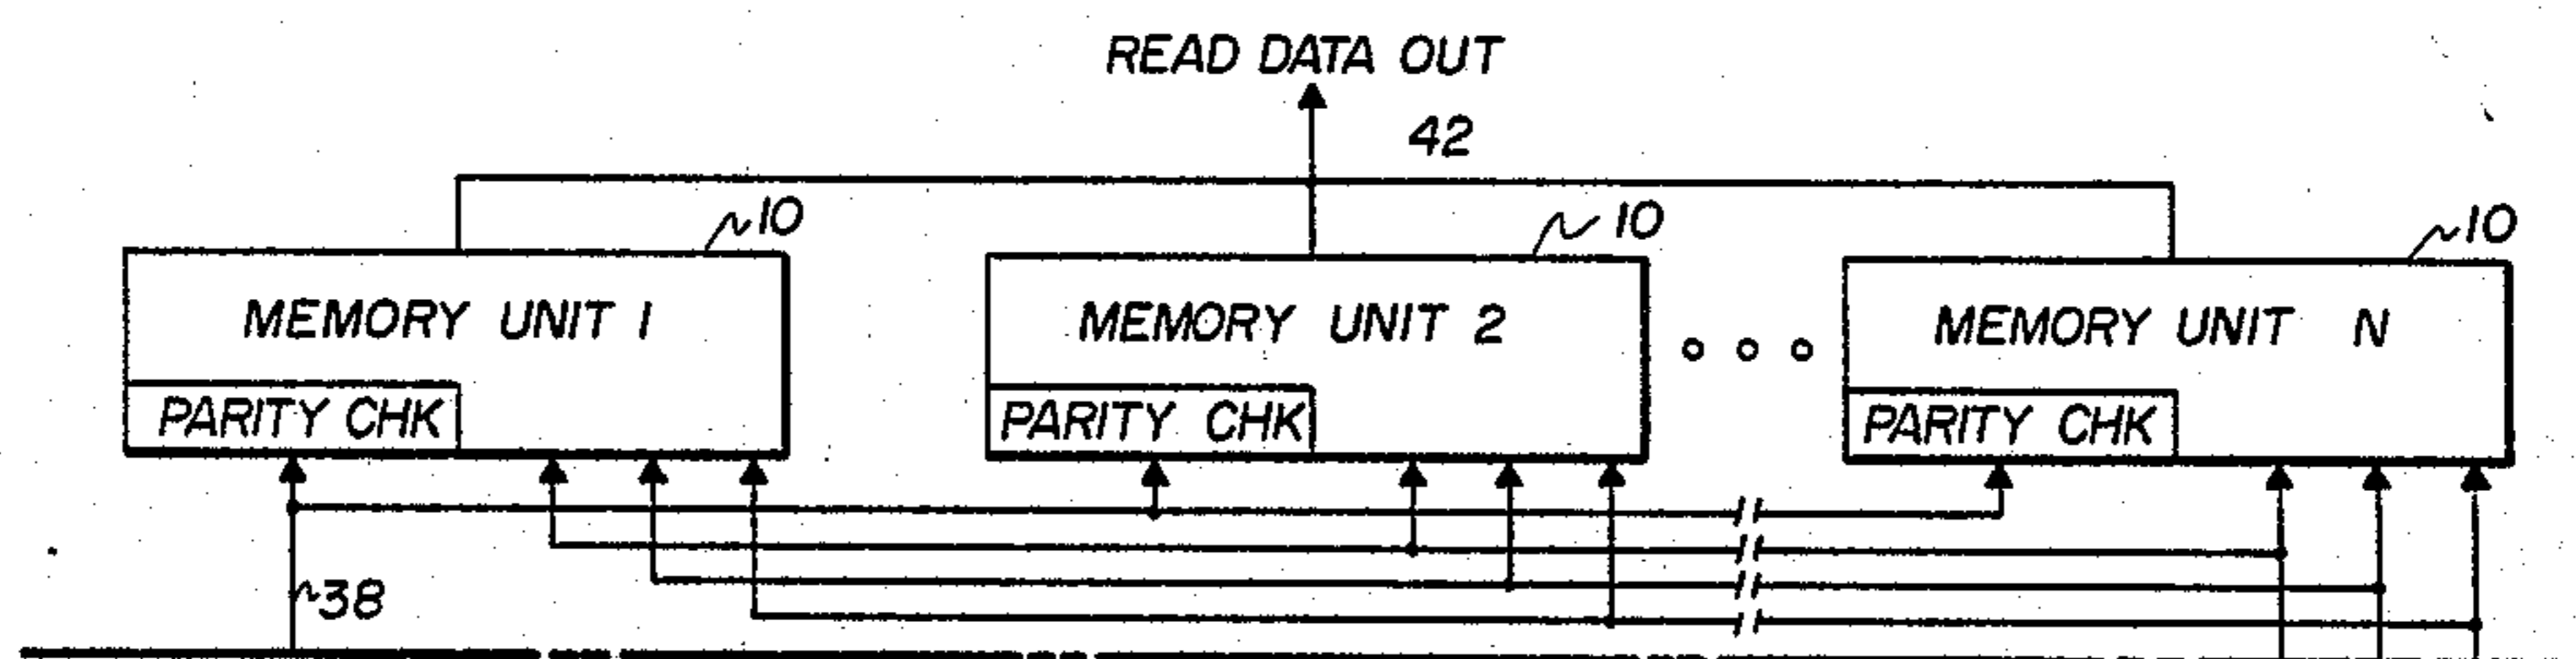 READ DATA OUT
42
10
10
10
MEMORY UNIT 1
MEMORY UNIT 2
MEMORY UNIT N
PARITY CHK
PARITY CHK
PARITY CHK
38